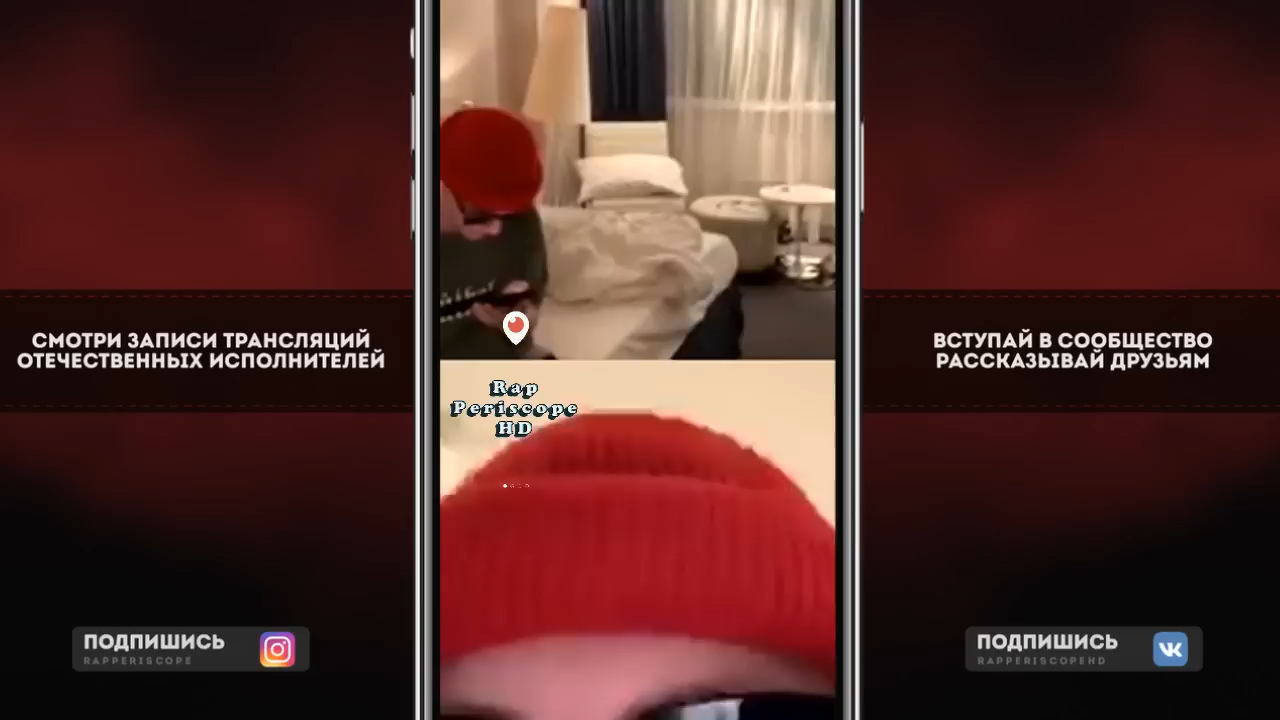 СМОТРИ ЗАПИСИ ТРАНСЛЯЦИЙ
ОТЕЧЕСТВЕННЫХ ИСПОЛНИТЕЛЕЙ
Rap
Periscope
HD
ВСТУПАЙ В СООБЩЕСТВО
РАССКАЗЫВАЙ ДРУЗЬЯМ
ПОДПИШИСЬ
RAPPERISCOPE
ПОДПИШИСЬ
RAPPERISCOPEHD